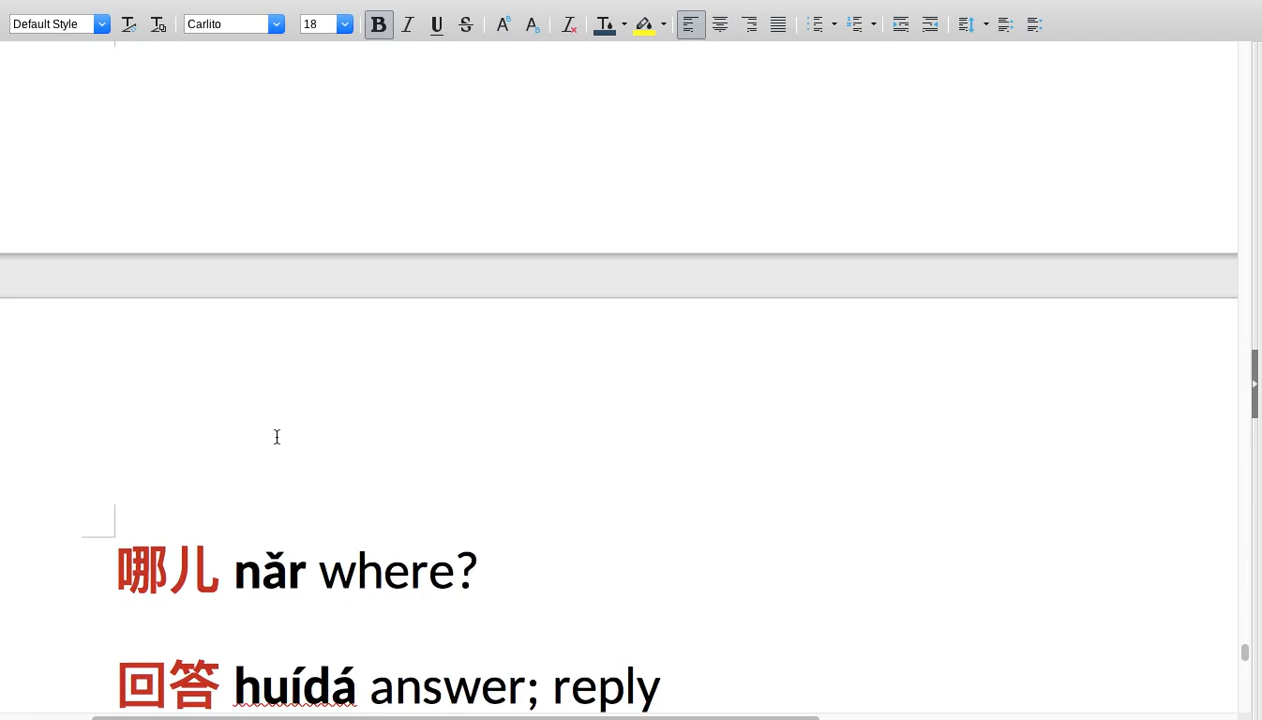 Default Style Carlito 18
哪儿 nǎr where?
回答 huídá answer; reply